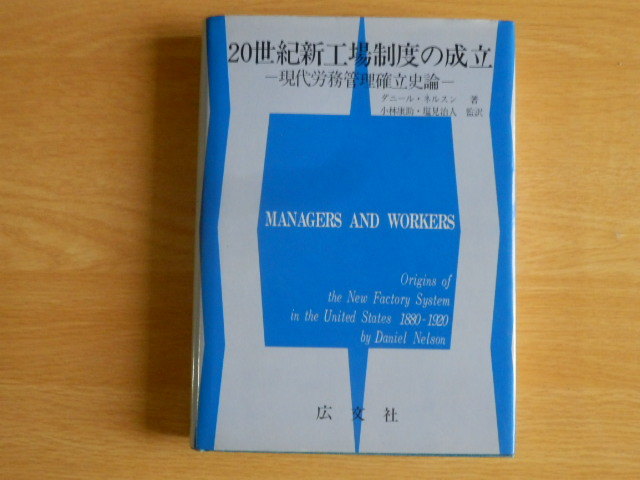 20世紀新工場制度の成立
−現代労務管理確立史論−
ダニール・ネルスン 著
小林康助・塩見治人 監訳
MANAGERS AND WORKERS
Origins of
the New Factory System
in the United States 1880-1920
by Daniel Nelson
広文社